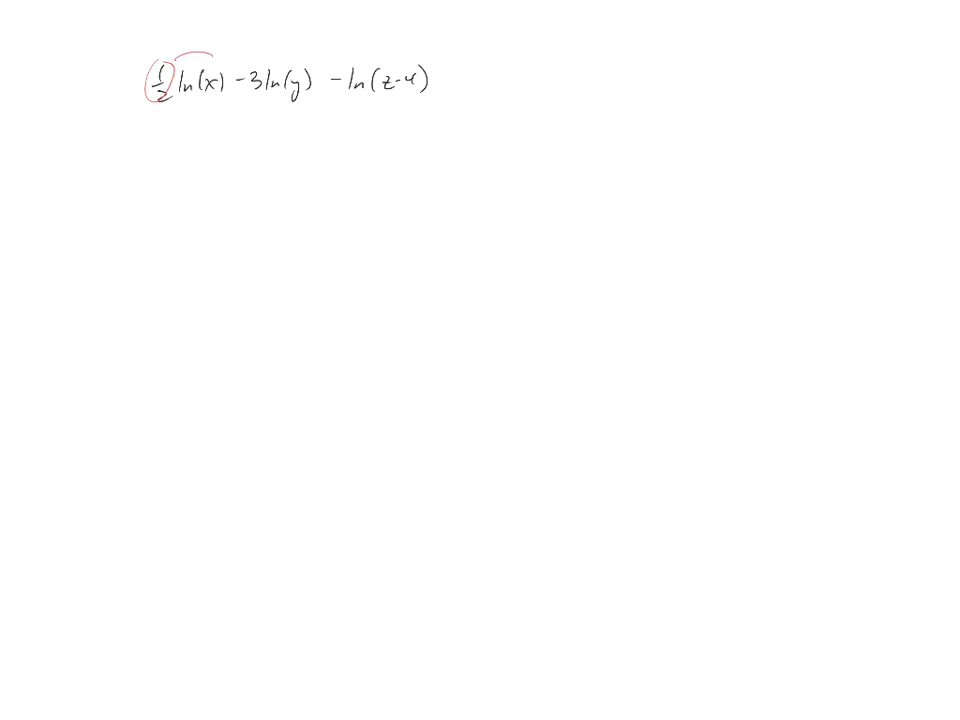 1/2 ln(x) - 3ln(y) - ln(z-4)